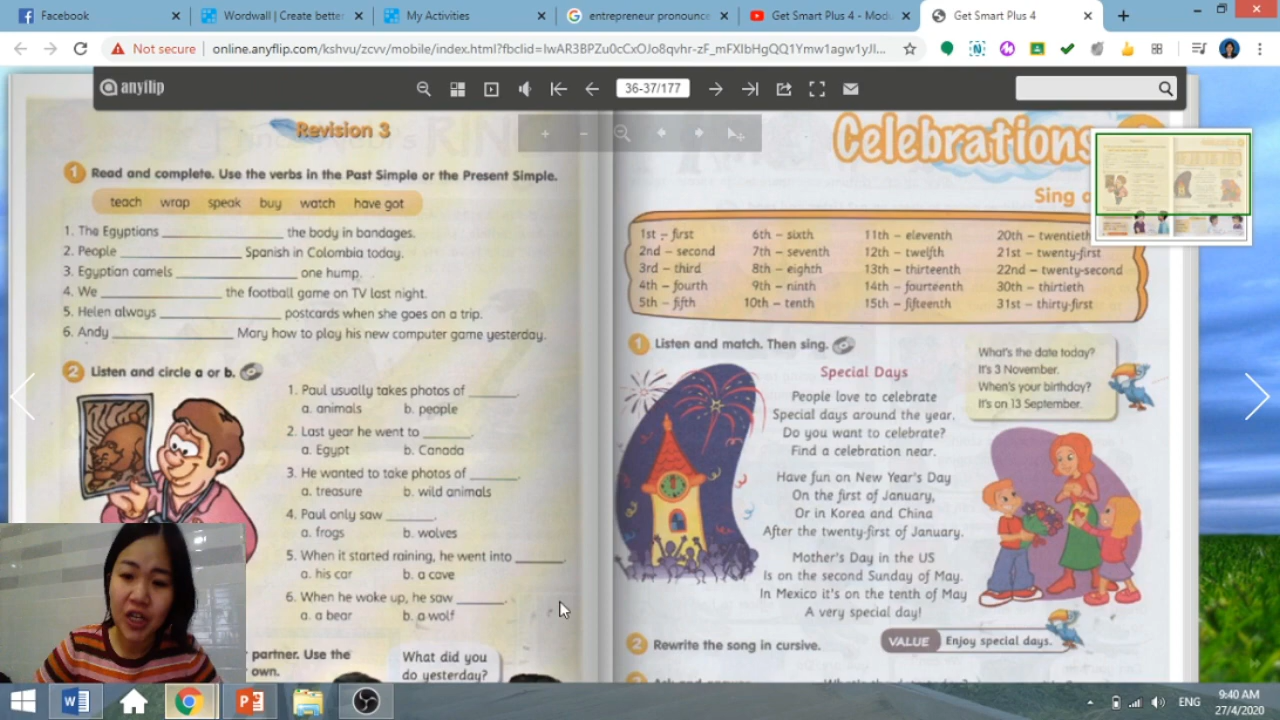 Facebook
Wordwall | Create better
My Activities
entrepreneur pronounce
Get Smart Plus 4 - Modu
Get Smart Plus 4
Not secure
online.anyflip.com/kshvu/zcvv/mobile/index.html?fbclid=
anyflip
36-37/177
Revision 3
1 Read and complete. Use the verbs in the Past Simple or the Present Simple.
teach wrap speak buy watch have got
1. The Egyptians ____________ the body in bandages.
2. People ____________ Spanish in Colombia today.
3. Egyptian camels ____________ one hump.
4. We ____________ the football game on TV last night.
5. Helen always ____________ postcards when she goes on a trip.
6. Andy ____________ Mary how to play his new computer game yesterday.
2 Listen and circle a or b.
1. Paul usually takes photos of ______.
a. animals b. people
2. Last year he went to ______.
a. Egypt b. Canada
3. He wanted to take photos of ______.
a. treasure b. wild animals
4. Paul only saw ______.
a. frogs b. wolves
5. When it started raining, he went into ______.
a. his car b. a cave
6. When he woke up, he saw ______.
a. a bear b. a wolf
partner. Use the
own.
What did you
do yesterday?
Celebrations
Sing
1st – first 6th – sixth 11th – eleventh 20th – twentieth
2nd – second 7th – seventh 12th – twelfth 21st – twenty-first
3rd – third 8th – eighth 13th – thirteenth 22nd – twenty-second
4th – fourth 9th – ninth 14th – fourteenth 30th – thirtieth
5th – fifth 10th – tenth 15th – fifteenth 31st – thirty-first
1 Listen and match. Then sing.
What's the date today?
It's 3 November.
When's your birthday?
It's on 13 September.
Special Days
People love to celebrate
Special days around the year.
Do you want to celebrate?
Find a celebration near.
Have fun on New Year's Day
On the first of January,
Or in Korea and China
After the twenty-first of January.
Mother's Day in the US
Is on the second Sunday of May.
In Mexico it's on the tenth of May
A very special day!
2 Rewrite the song in cursive.
VALUE Enjoy special days.
ENG
9:40 AM
27/4/2020